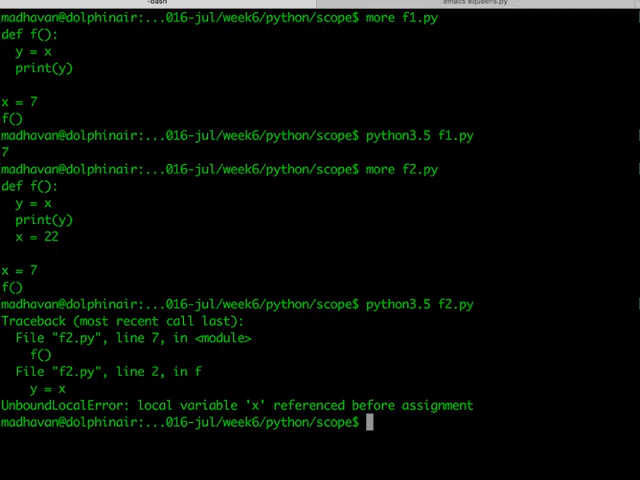 -bash
emacs 8queens.py
madhavan@dolphinair:...016-jul/week6/python/scope$ more f1.py
def f():
  y = x
  print(y)

x = 7
f()
madhavan@dolphinair:...016-jul/week6/python/scope$ python3.5 f1.py
7
madhavan@dolphinair:...016-jul/week6/python/scope$ more f2.py
def f():
  y = x
  print(y)
  x = 22

x = 7
f()
madhavan@dolphinair:...016-jul/week6/python/scope$ python3.5 f2.py
Traceback (most recent call last):
  File "f2.py", line 7, in <module>
    f()
  File "f2.py", line 2, in f
    y = x
UnboundLocalError: local variable 'x' referenced before assignment
madhavan@dolphinair:...016-jul/week6/python/scope$